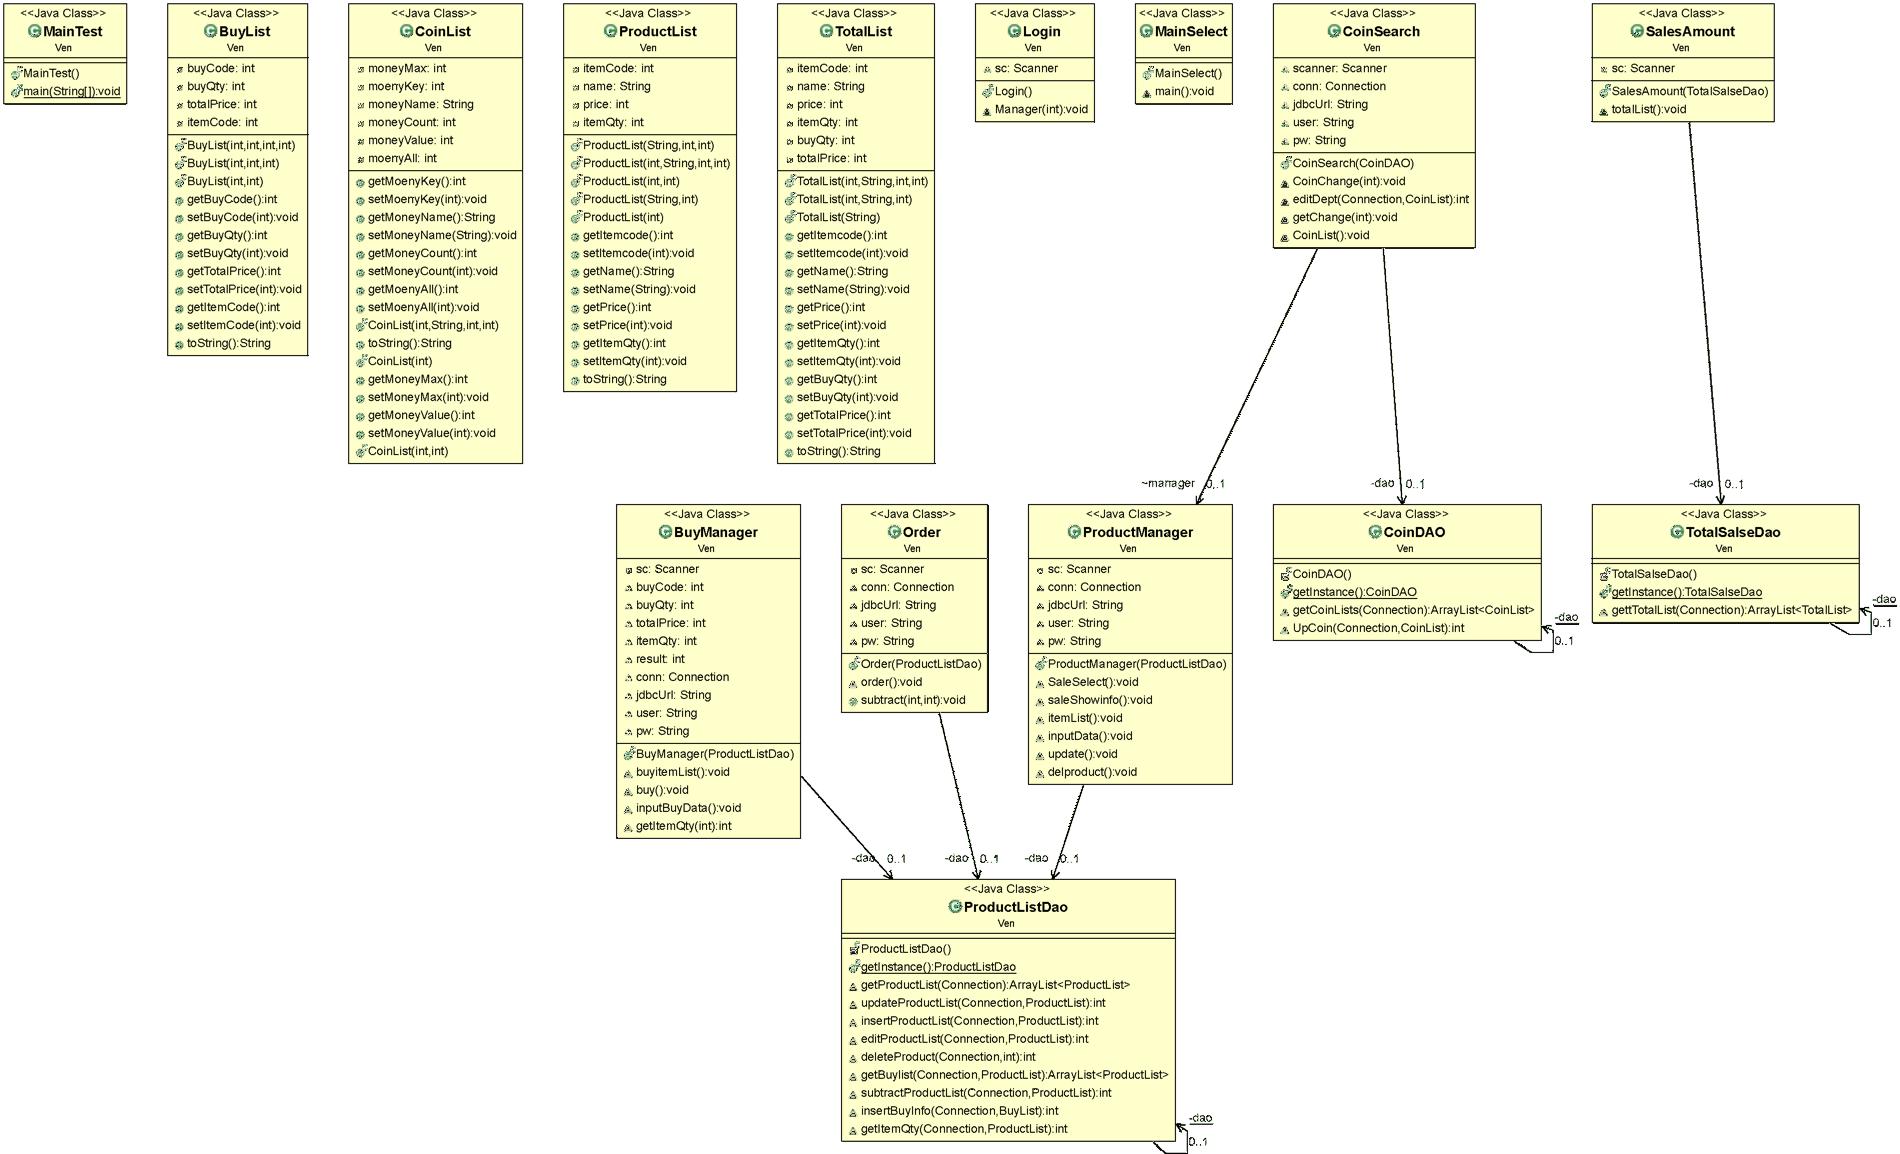 <<Java Class>>
MainTest
Ven
MainTest()
main(String[]):void
<<Java Class>>
BuyList
Ven
buyCode: int
buyQty: int
totalPrice: int
itemCode: int
BuyList(int,int,int,int)
BuyList(int,int,int)
BuyList(int,int)
getBuyCode():int
setBuyCode(int):void
getBuyQty():int
setBuyQty(int):void
getTotalPrice():int
setTotalPrice(int):void
getItemCode():int
setItemCode(int):void
toString():String
<<Java Class>>
CoinList
Ven
moneyMax: int
moenyKey: int
moneyName: String
moneyCount: int
moneyValue: int
moenyAll: int
getMoenyKey():int
setMoenyKey(int):void
getMoneyName():String
setMoneyName(String):void
getMoneyCount():int
setMoneyCount(int):void
getMoenyAll():int
setMoenyAll(int):void
CoinList(int,String,int,int)
toString():String
CoinList(int)
getMoneyMax():int
setMoneyMax(int):void
getMoneyValue():int
setMoneyValue(int):void
CoinList(int,int)
<<Java Class>>
ProductList
Ven
itemCode: int
name: String
price: int
itemQty: int
ProductList(String,int,int)
ProductList(int,String,int,int)
ProductList(int,int)
ProductList(String,int)
ProductList(int)
getItemcode():int
setItemcode(int):void
getName():String
setName(String):void
getPrice():int
setPrice(int):void
getItemQty():int
setItemQty(int):void
toString():String
<<Java Class>>
TotalList
Ven
itemCode: int
name: String
price: int
itemQty: int
buyQty: int
totalPrice: int
TotalList(int,String,int,int)
TotalList(int,String,int)
TotalList(String)
getItemcode():int
setItemcode(int):void
getName():String
setName(String):void
getPrice():int
setPrice(int):void
getItemQty():int
setItemQty(int):void
getBuyQty():int
setBuyQty(int):void
getTotalPrice():int
setTotalPrice(int):void
toString():String
<<Java Class>>
Login
Ven
sc: Scanner
Login()
Manager(int):void
<<Java Class>>
MainSelect
Ven
MainSelect()
main():void
<<Java Class>>
CoinSearch
Ven
scanner: Scanner
conn: Connection
jdbcUrl: String
user: String
pw: String
CoinSearch(CoinDAO)
CoinChange(int):void
editDept(Connection,CoinList):int
getChange(int):void
CoinList():void
<<Java Class>>
SalesAmount
Ven
sc: Scanner
SalesAmount(TotalSalseDao)
totalList():void
~manager 0..1
-dao 0..1
-dao 0..1
<<Java Class>>
BuyManager
Ven
sc: Scanner
buyCode: int
buyQty: int
totalPrice: int
itemQty: int
result: int
conn: Connection
jdbcUrl: String
user: String
pw: String
BuyManager(ProductListDao)
buyitemList():void
buy():void
inputBuyData():void
getItemQty(int):int
<<Java Class>>
Order
Ven
sc: Scanner
conn: Connection
jdbcUrl: String
user: String
pw: String
Order(ProductListDao)
order():void
subtract(int,int):void
<<Java Class>>
ProductManager
Ven
sc: Scanner
conn: Connection
jdbcUrl: String
user: String
pw: String
ProductManager(ProductListDao)
SaleSelect():void
saleShowinfo():void
itemList():void
inputData():void
update():void
delproduct():void
<<Java Class>>
CoinDAO
Ven
CoinDAO()
getInstance():CoinDAO
getCoinLists(Connection):ArrayList<CoinList>
UpCoin(Connection,CoinList):int
-dao
0..1
<<Java Class>>
TotalSalseDao
Ven
TotalSalseDao()
getInstance():TotalSalseDao
gettTotalList(Connection):ArrayList<TotalList>
-dao
0..1
-dao 0..1
-dao 0..1
-dao 0..1
<<Java Class>>
ProductListDao
Ven
ProductListDao()
getInstance():ProductListDao
getProductList(Connection):ArrayList<ProductList>
updateProductList(Connection,ProductList):int
insertProductList(Connection,ProductList):int
editProductList(Connection,ProductList):int
deleteProduct(Connection,int):int
getBuylist(Connection,ProductList):ArrayList<ProductList>
subtractProductList(Connection,ProductList):int
insertBuyInfo(Connection,BuyList):int
getItemQty(Connection,ProductList):int
-dao
0..1